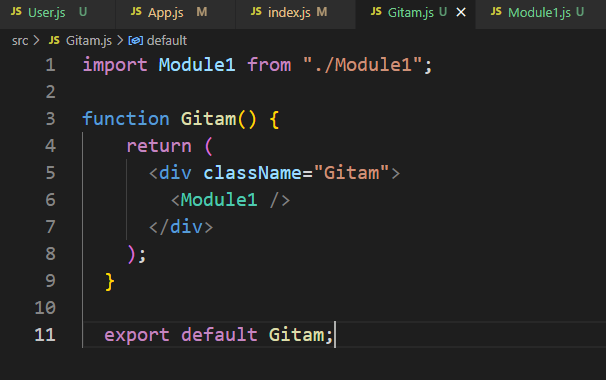 JS User.js U JS App.js M JS index.js M JS Gitam.js U × JS Module1.js U
src > JS Gitam.js > default
1 import Module1 from "./Module1";
2
3 function Gitam() {
4 return (
5 <div className="Gitam">
6 <Module1 />
7 </div>
8 );
9 }
10
11 export default Gitam;